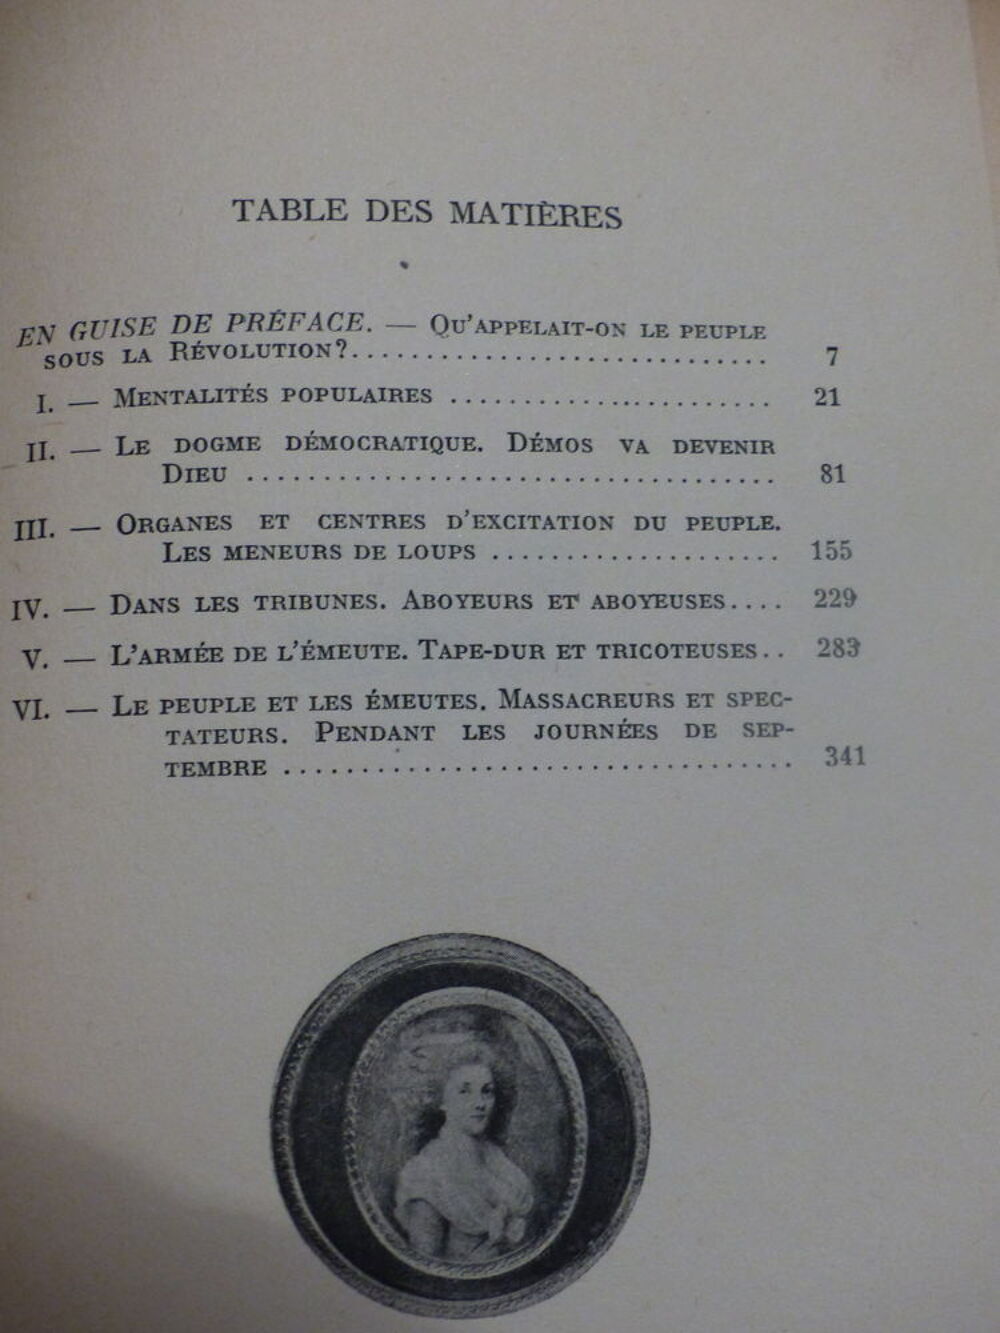 TABLE DES MATIÈRES
EN GUISE DE PRÉFACE. — Qu'appelait-on le peuple
sous la Révolution?............................ 7
I. — Mentalités populaires ........................ 21
II. — Le dogme démocratique. Démos va devenir
Dieu ................................... 81
III. — Organes et centres d'excitation du peuple.
Les meneurs de loups ................... 155
IV. — Dans les tribunes. Aboyeurs et aboyeuses.... 229
V. — L'armée de l'émeute. Tape-dur et tricoteuses.. 283
VI. — Le peuple et les émeutes. Massacreurs et spec-
tateurs. Pendant les journées de sep-
tembre ................................. 341